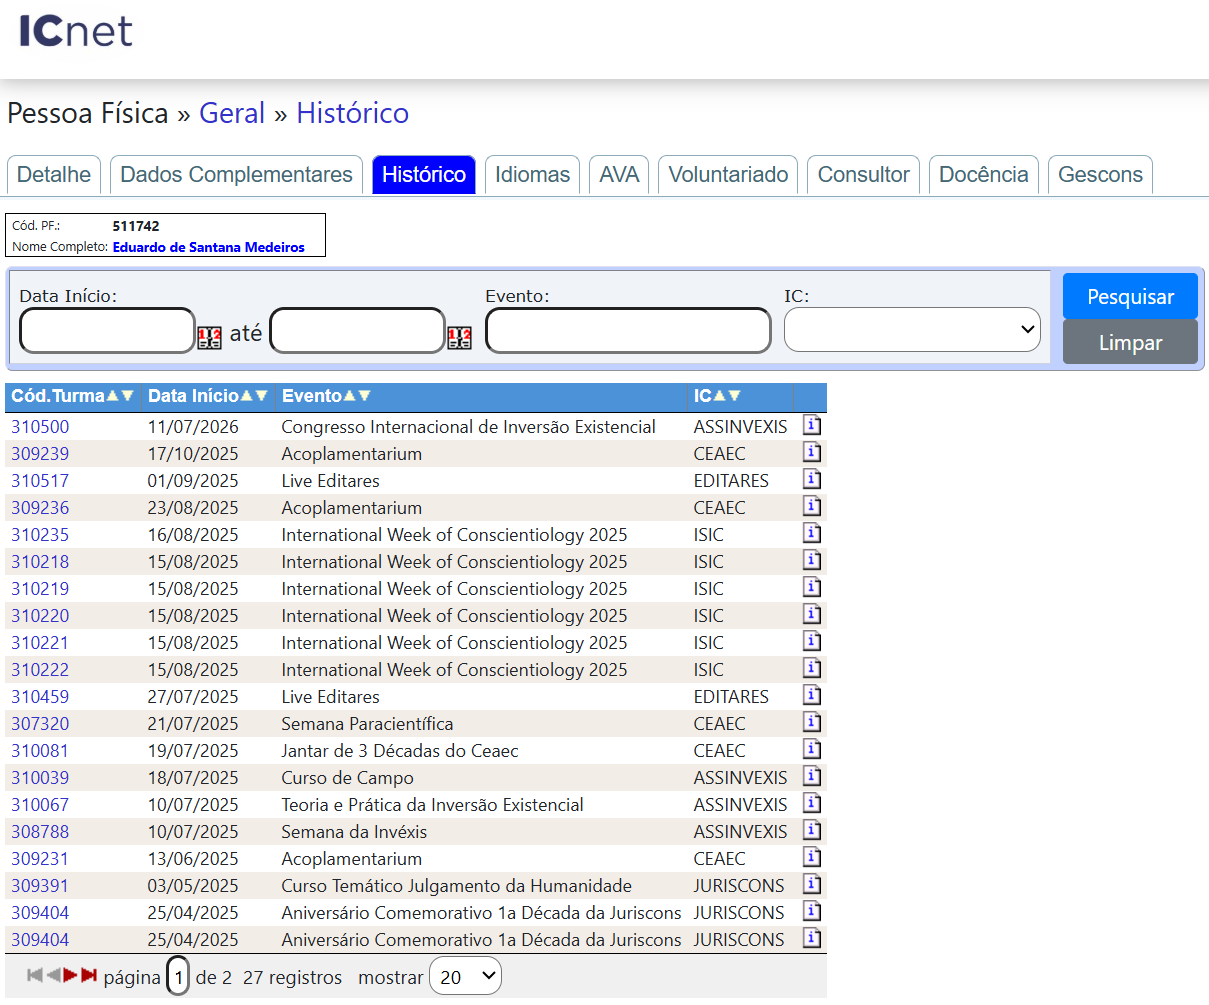 ICnet
Pessoa Física » Geral » Histórico
Detalhe Dados Complementares Histórico Idiomas AVA Voluntariado Consultor Docência Gescons
Cód. PF.: 511742
Nome Completo: Eduardo de Santana Medeiros
Data Início: Evento: IC:
até
Pesquisar
Limpar
Cód.Turma Data Início Evento IC
310500 11/07/2026 Congresso Internacional de Inversão Existencial ASSINVEXIS
309239 17/10/2025 Acoplamentarium CEAEC
310517 01/09/2025 Live Editares EDITARES
309236 23/08/2025 Acoplamentarium CEAEC
310235 16/08/2025 International Week of Conscientiology 2025 ISIC
310218 15/08/2025 International Week of Conscientiology 2025 ISIC
310219 15/08/2025 International Week of Conscientiology 2025 ISIC
310220 15/08/2025 International Week of Conscientiology 2025 ISIC
310221 15/08/2025 International Week of Conscientiology 2025 ISIC
310222 15/08/2025 International Week of Conscientiology 2025 ISIC
310459 27/07/2025 Live Editares EDITARES
307320 21/07/2025 Semana Paracientífica CEAEC
310081 19/07/2025 Jantar de 3 Décadas do Ceaec CEAEC
310039 18/07/2025 Curso de Campo ASSINVEXIS
310067 10/07/2025 Teoria e Prática da Inversão Existencial ASSINVEXIS
308788 10/07/2025 Semana da Invéxis ASSINVEXIS
309231 13/06/2025 Acoplamentarium CEAEC
309391 03/05/2025 Curso Temático Julgamento da Humanidade JURISCONS
309404 25/04/2025 Aniversário Comemorativo 1a Década da Juriscons JURISCONS
309404 25/04/2025 Aniversário Comemorativo 1a Década da Juriscons JURISCONS
página 1 de 2 27 registros mostrar 20